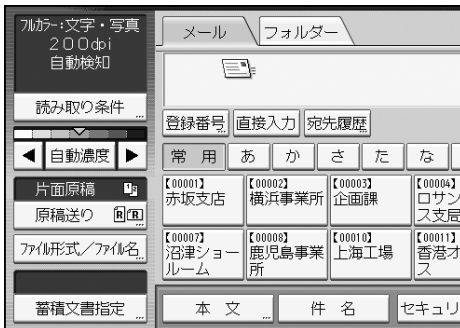 フルカラー:文字・写真
200dpi
自動検知
読み取り条件
自動濃度
片面原稿
原稿送り
ファイル形式/ファイル名
蓄積文書指定
メール
フォルダー
登録番号
直接入力
宛先履歴
常用
あ
か
さ
た
な
【00001】
赤坂支店
【00002】
横浜事業所
【00003】
企画課
【00004】
ロサン
ス支局
【00007】
沼津ショー
ルーム
【00008】
鹿児島事業
所
【00010】
上海工場
【00011】
香港オ
ス
本文
件名
セキュリ